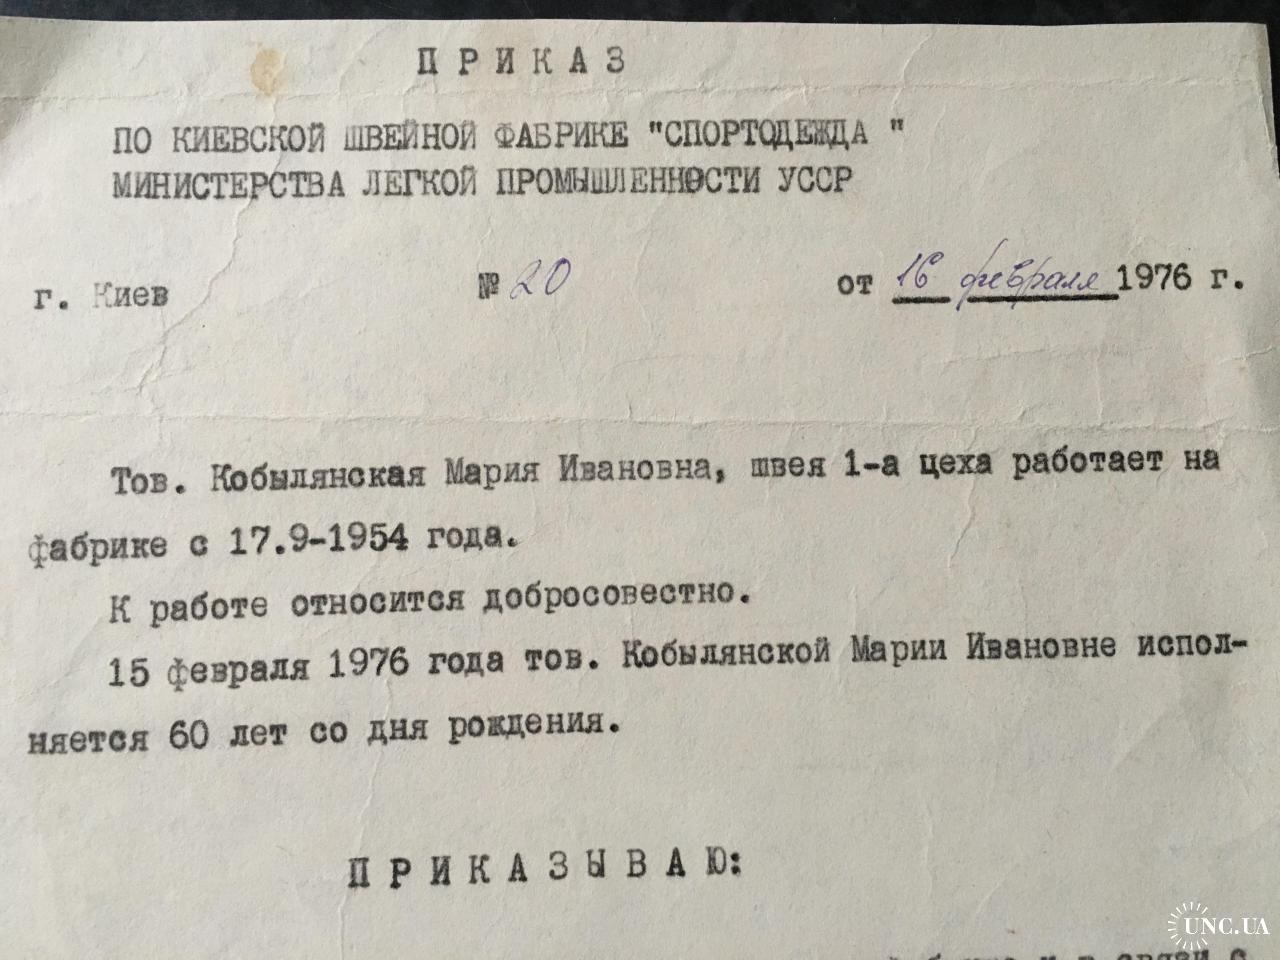 П Р И К А З
ПО КИЕВСКОЙ ШВЕЙНОЙ ФАБРИКЕ "СПОРТОДЕЖДА "
МИНИСТЕРСТВА ЛЕГКОЙ ПРОМЫШЛЕННОСТИ УССР
г. Киев № 20 от 16 февраля 1976 г.
Тов. Кобылянская Мария Ивановна, швея 1-а цеха работает на
фабрике с 17.9-1954 года.
К работе относится добросовестно.
15 февраля 1976 года тов. Кобылянской Марии Ивановне испол-
няется 60 лет со дня рождения.
П Р И К А З Ы В А Ю:
в связи с
UNC.UA